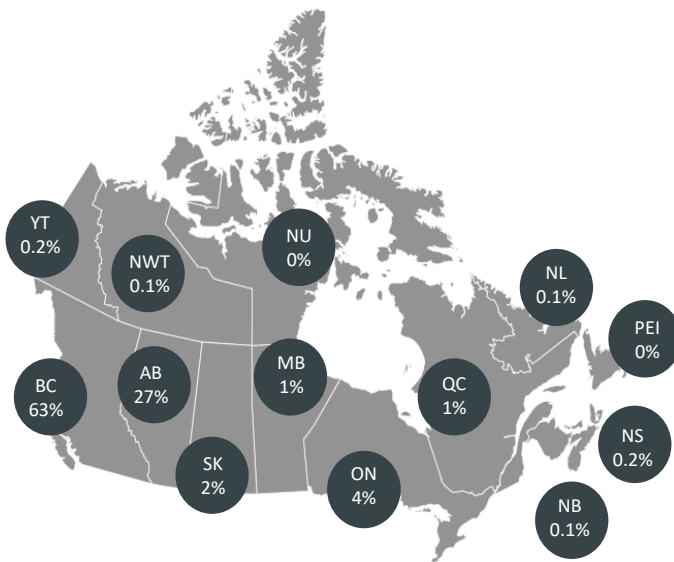 YT
0.2%
NWT
0.1%
NU
0%
NL
0.1%
PEI
0%
BC
63%
AB
27%
MB
1%
QC
1%
NS
0.2%
SK
2%
ON
4%
NB
0.1%